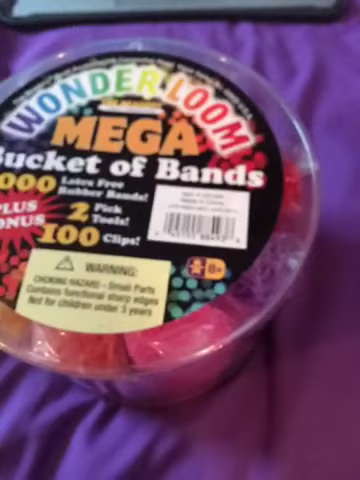 WONDER LOOM
MEGA
Bucket of Bands
000 Latex Free
Rubber Bands!
PLUS
BONUS
2 Pick
Tools!
100 Clips!
WARNING:
CHOKING HAZARD - Small Parts
Contains functional sharp edges
Not for children under 3 years
8+